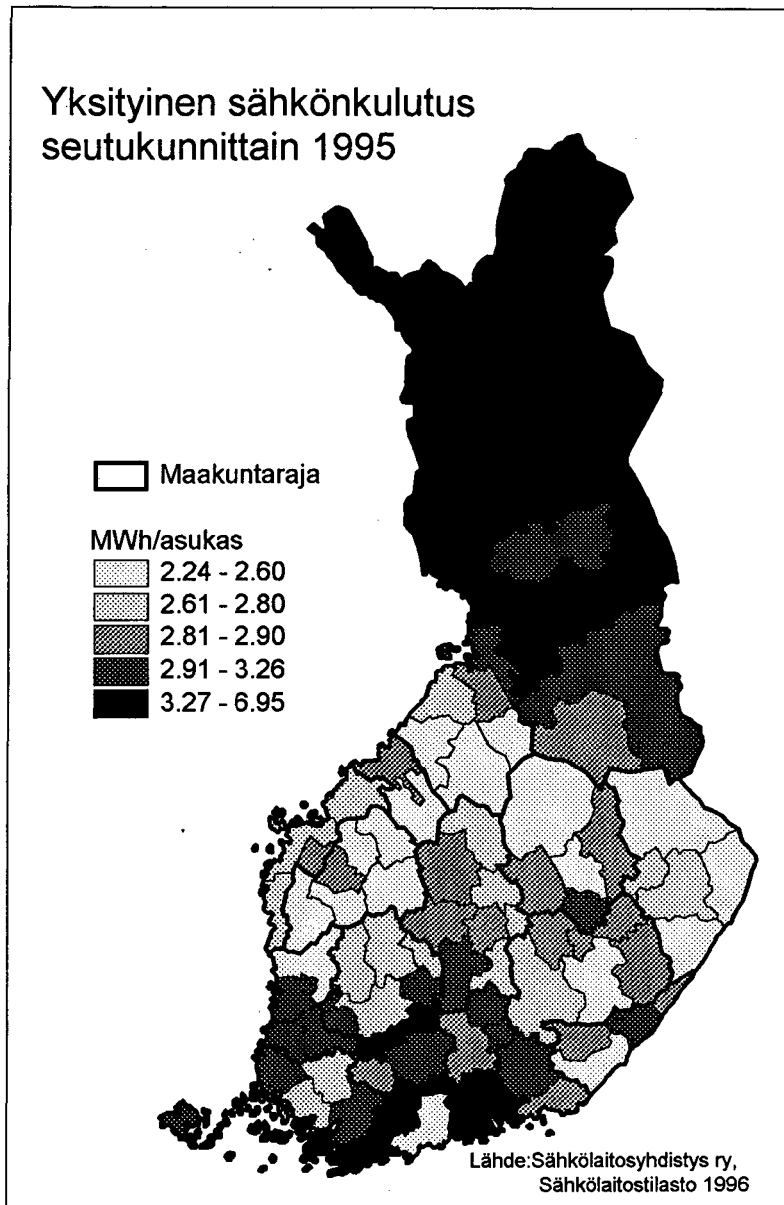 Yksityinen sähkönkulutus
seutukunnittain 1995
Maakuntaraja
MWh/asukas
2.24 - 2.60
2.61 - 2.80
2.81 - 2.90
2.91 - 3.26
3.27 - 6.95
Lähde:Sähkölaitosyhdistys ry,
Sähkölaitostilasto 1996